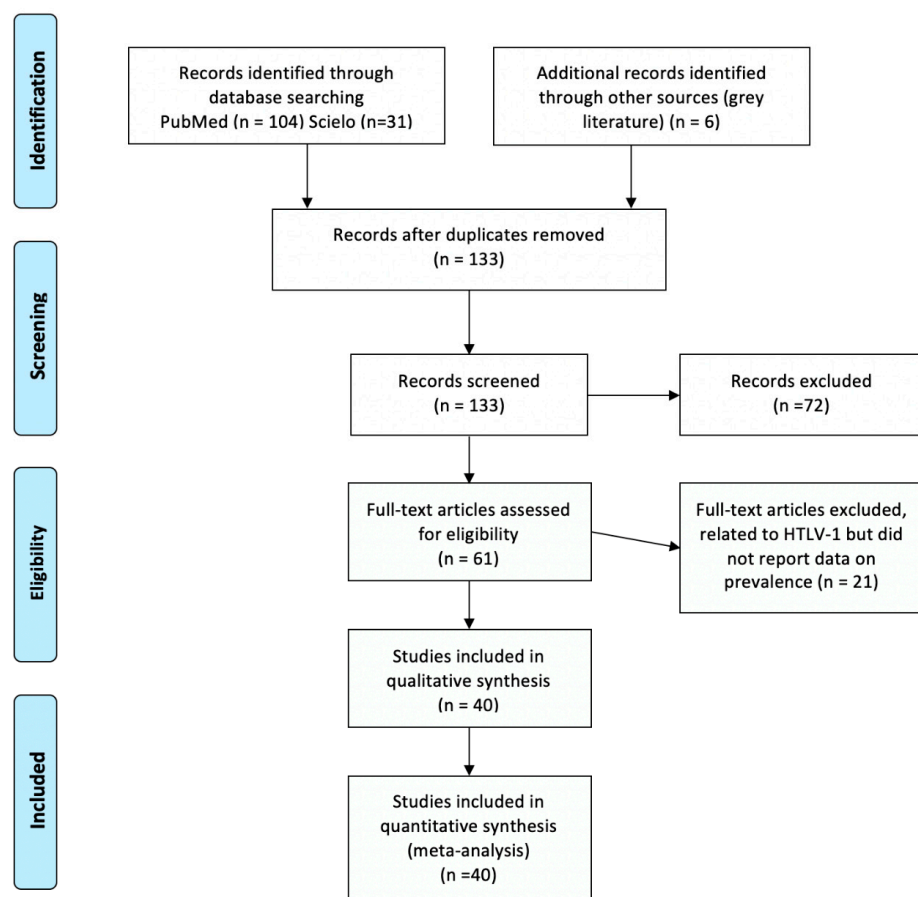 Identification
Records identified through
database searching
PubMed (n = 104) Scielo (n=31)
Additional records identified
through other sources (grey
literature) (n = 6)
Records after duplicates removed
(n = 133)
Screening
Records screened
(n = 133)
Records excluded
(n =72)
Eligibility
Full-text articles assessed
for eligibility
(n = 61)
Full-text articles excluded,
related to HTLV-1 but did
not report data on
prevalence (n = 21)
Studies included in
qualitative synthesis
(n = 40)
Included
Studies included in
quantitative synthesis
(meta-analysis)
(n =40)